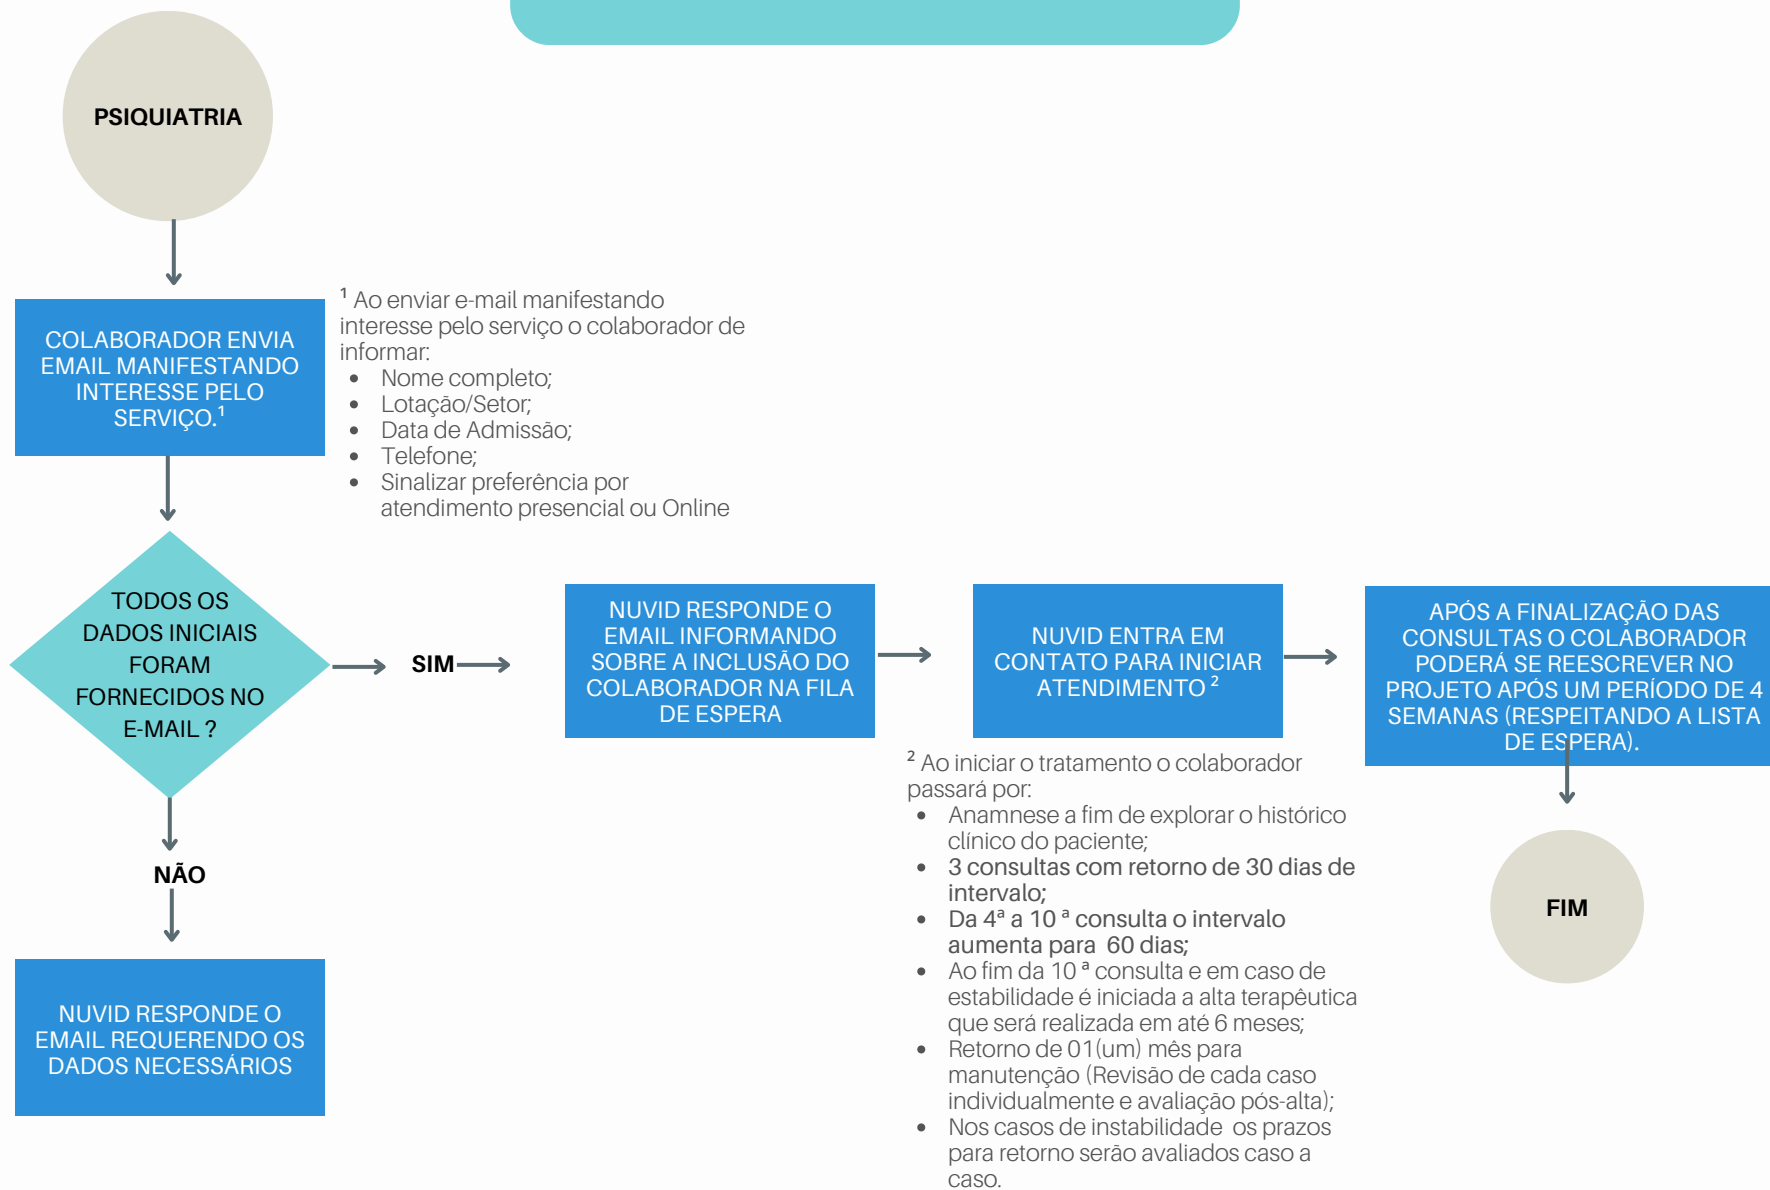 PSIQUIATRIA
COLABORADOR ENVIA
EMAIL MANIFESTANDO
INTERESSE PELO
SERVIÇO.¹
¹ Ao enviar e-mail manifestando
interesse pelo serviço o colaborador de
informar:
• Nome completo;
• Lotação/Setor;
• Data de Admissão;
• Telefone;
• Sinalizar preferência por
atendimento presencial ou Online
TODOS OS
DADOS INICIAIS
FORAM
FORNECIDOS NO
E-MAIL ?
SIM
NUVID RESPONDE O
EMAIL INFORMANDO
SOBRE A INCLUSÃO DO
COLABORADOR NA FILA
DE ESPERA
NUVID ENTRA EM
CONTATO PARA INICIAR
ATENDIMENTO ²
APÓS A FINALIZAÇÃO DAS
CONSULTAS O COLABORADOR
PODERÁ SE REESCREVER NO
PROJETO APÓS UM PERÍODO DE 4
SEMANAS (RESPEITANDO A LISTA
DE ESPERA).
² Ao iniciar o tratamento o colaborador
passará por:
• Anamnese a fim de explorar o histórico
clínico do paciente;
• 3 consultas com retorno de 30 dias de
intervalo;
• Da 4ª a 10 ª consulta o intervalo
aumenta para 60 dias;
• Ao fim da 10 ª consulta e em caso de
estabilidade é iniciada a alta terapêutica
que será realizada em até 6 meses;
• Retorno de 01(um) mês para
manutenção (Revisão de cada caso
individualmente e avaliação pós-alta);
• Nos casos de instabilidade os prazos
para retorno serão avaliados caso a
caso.
FIM
NÃO
NUVID RESPONDE O
EMAIL REQUERENDO OS
DADOS NECESSÁRIOS